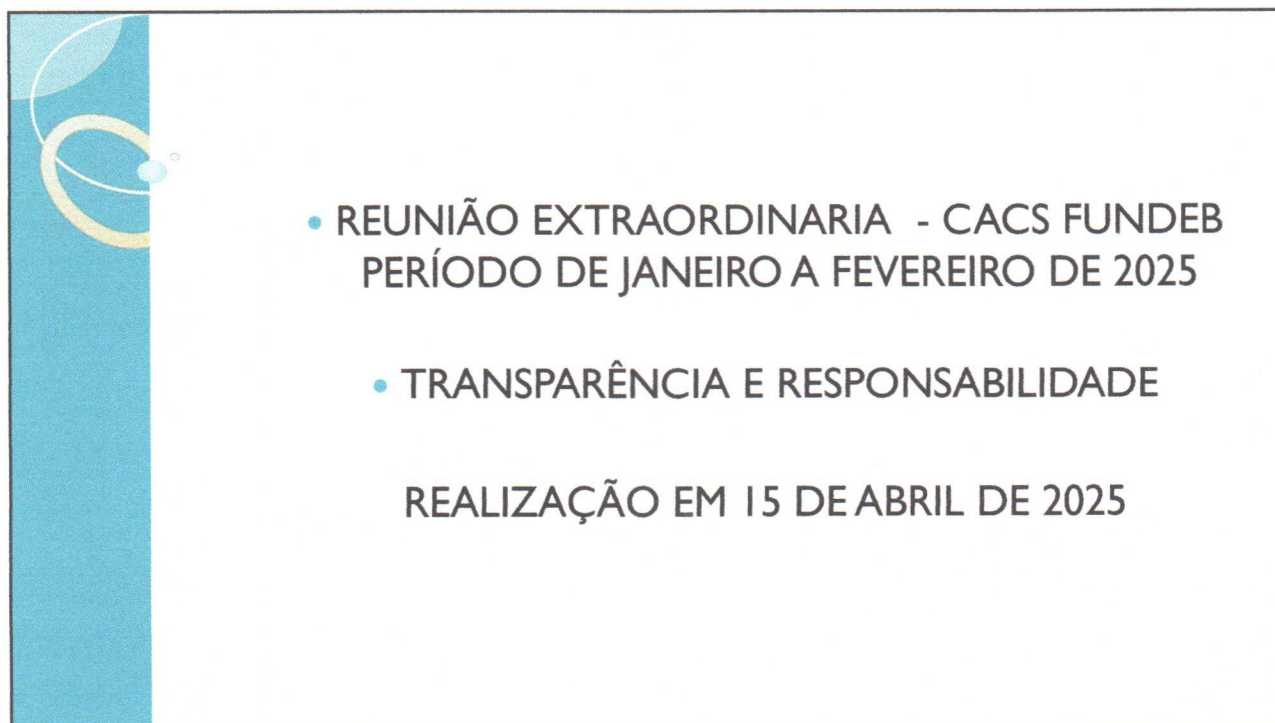 • REUNIÃO EXTRAORDINARIA - CACS FUNDEB
PERÍODO DE JANEIRO A FEVEREIRO DE 2025
• TRANSPARÊNCIA E RESPONSABILIDADE
REALIZAÇÃO EM 15 DE ABRIL DE 2025